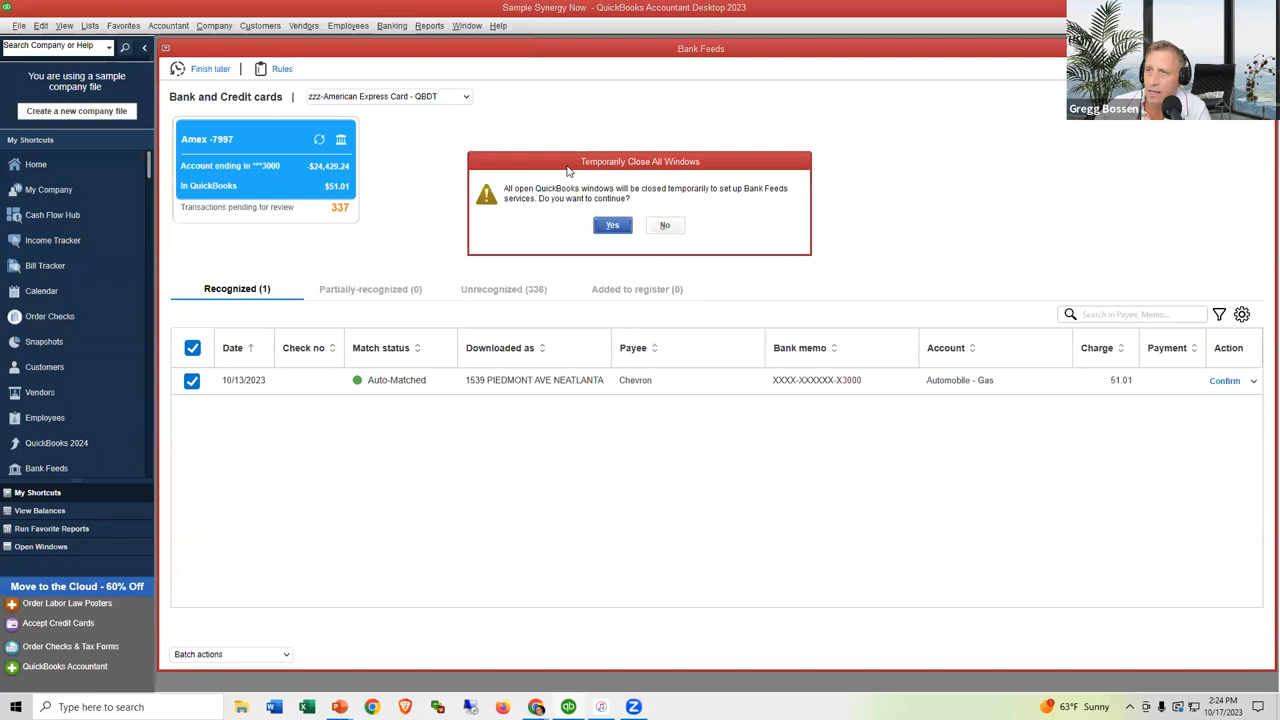 Sample Synergy Now - QuickBooks Accountant Desktop 2023
File Edit View Lists Favorites Accountant Company Customers Vendors Employees Banking Reports Window Help
Search Company or Help
Bank Feeds
You are using a sample company file
Create a new company file
My Shortcuts
Home
My Company
Cash Flow Hub
Income Tracker
Bill Tracker
Calendar
Order Checks
Snapshots
Customers
Vendors
Employees
QuickBooks 2024
Bank Feeds
My Shortcuts
View Balances
Run Favorite Reports
Open Windows
Move to the Cloud - 60% Off
Order Labor Law Posters
Accept Credit Cards
Order Checks & Tax Forms
QuickBooks Accountant
Finish later | Rules
Bank and Credit cards | zzz-American Express Card - QBDT
Amex -7997
Account ending in ***3000 -$24,429.24
In QuickBooks $51.01
Transactions pending for review 337
Temporarily Close All Windows
All open QuickBooks windows will be closed temporarily to set up Bank Feeds
services. Do you want to continue?
Yes No
Gregg Bossen
Recognized (1) Partially-recognized (0) Unrecognized (336) Added to register (0)
Search in Payee, Memo...
Date Check no Match status Downloaded as Payee Bank memo Account Charge Payment Action
10/13/2023 Auto-Matched 1539 PIEDMONT AVE NEATLANTA Chevron XXXX-XXXXXX-X3000 Automobile - Gas 51.01 Confirm
Batch actions
Type here to search
63°F Sunny
2:24 PM
10/17/2023